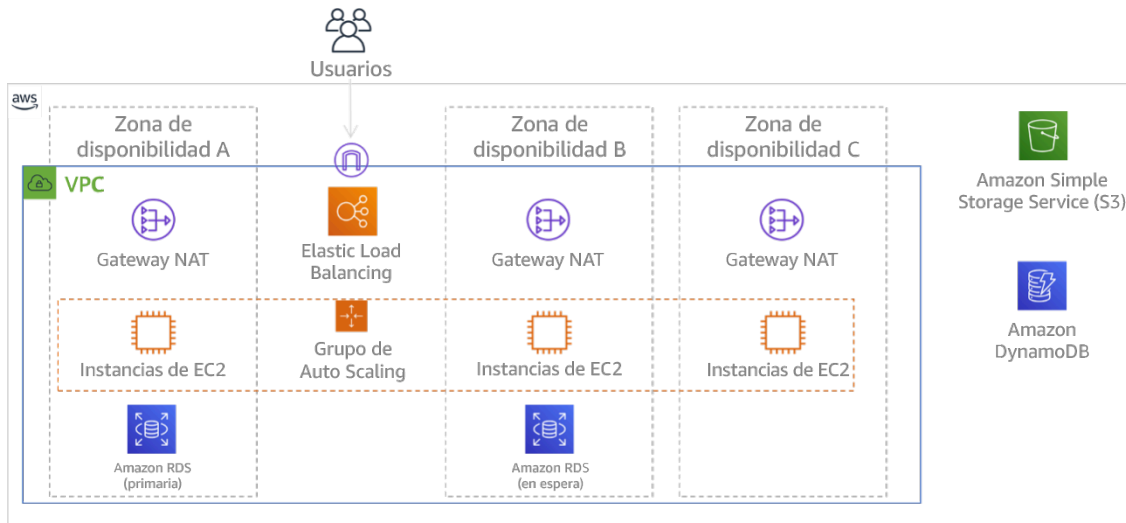 Usuarios
aws
Zona de
disponibilidad A
Zona de
disponibilidad B
Zona de
disponibilidad C
VPC
Gateway NAT
Elastic Load
Balancing
Gateway NAT
Gateway NAT
Amazon Simple
Storage Service (S3)
Instancias de EC2
Grupo de
Auto Scaling
Instancias de EC2
Instancias de EC2
Amazon
DynamoDB
Amazon RDS
(primaria)
Amazon RDS
(en espera)